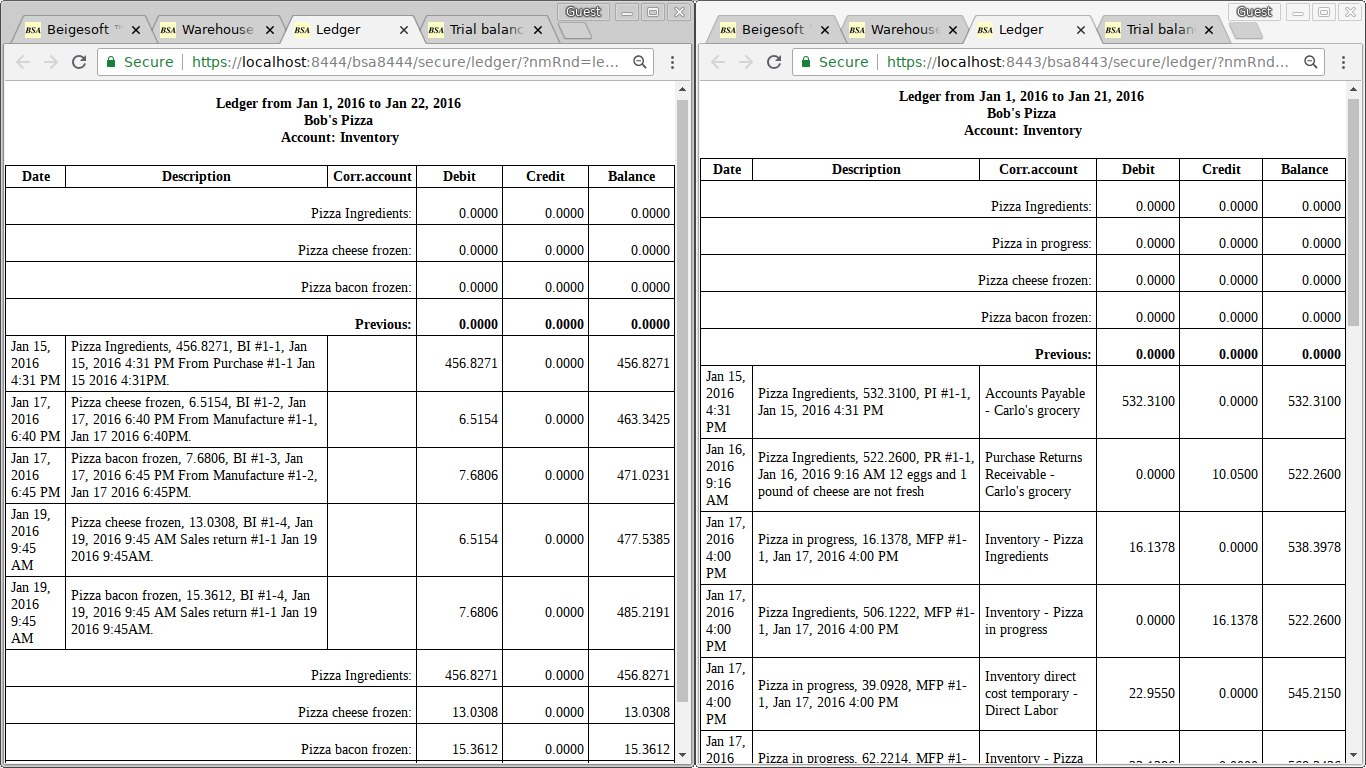 Guest
BSA Beigesoft ™
BSA Warehouse
BSA Ledger
BSA Trial balanc
Secure https://localhost:8444/bsa8444/secure/ledger/?nmRnd=le...
Ledger from Jan 1, 2016 to Jan 22, 2016
Bob's Pizza
Account: Inventory
Date Description Corr.account Debit Credit Balance
Pizza Ingredients: 0.0000 0.0000 0.0000
Pizza cheese frozen: 0.0000 0.0000 0.0000
Pizza bacon frozen: 0.0000 0.0000 0.0000
Previous: 0.0000 0.0000 0.0000
Jan 15, Pizza Ingredients, 456.8271, BI #1-1, Jan
2016 15, 2016 4:31 PM From Purchase #1-1 Jan 456.8271 0.0000 456.8271
4:31 PM 15 2016 4:31PM.
Jan 17, Pizza cheese frozen, 6.5154, BI #1-2, Jan
2016 17, 2016 6:40 PM From Manufacture #1-1, 6.5154 0.0000 463.3425
6:40 PM Jan 17 2016 6:40PM.
Jan 17, Pizza bacon frozen, 7.6806, BI #1-3, Jan
2016 17, 2016 6:45 PM From Manufacture #1-2, 7.6806 0.0000 471.0231
6:45 PM Jan 17 2016 6:45PM.
Jan 19,
2016
9:45
AM
Pizza cheese frozen, 13.0308, BI #1-4, Jan
19, 2016 9:45 AM Sales return #1-1 Jan 19
2016 9:45AM.
6.5154 0.0000 477.5385
Jan 19,
2016
9:45
AM
Pizza bacon frozen, 15.3612, BI #1-4, Jan
19, 2016 9:45 AM Sales return #1-1 Jan 19
2016 9:45AM.
7.6806 0.0000 485.2191
Pizza Ingredients: 456.8271 0.0000 456.8271
Pizza cheese frozen: 13.0308 0.0000 13.0308
Pizza bacon frozen: 15.3612 0.0000 15.3612
Guest
BSA Beigesoft
BSA Warehouse
BSA Ledger
BSA Trial balanc
Secure https://localhost:8443/bsa8443/secure/ledger/?nmRnd...
Ledger from Jan 1, 2016 to Jan 21, 2016
Bob's Pizza
Account: Inventory
Date Description Corr.account Debit Credit Balance
Pizza Ingredients: 0.0000 0.0000 0.0000
Pizza in progress: 0.0000 0.0000 0.0000
Pizza cheese frozen: 0.0000 0.0000 0.0000
Pizza bacon frozen: 0.0000 0.0000 0.0000
Previous: 0.0000 0.0000 0.0000
Jan 15,
2016
4:31
PM
Pizza Ingredients, 532.3100, PI #1-1,
Jan 15, 2016 4:31 PM
Accounts Payable
- Carlo's grocery
532.3100 0.0000 532.3100
Jan 16,
2016
9:16
AM
Pizza Ingredients, 522.2600, PR #1-1,
Jan 16, 2016 9:16 AM 12 eggs and 1
pound of cheese are not fresh
Purchase Returns
Receivable -
Carlo's grocery
0.0000 10.0500 522.2600
Jan 17,
2016
4:00
PM
Pizza in progress, 16.1378, MFP #1-
1, Jan 17, 2016 4:00 PM
Inventory - Pizza
Ingredients
16.1378 0.0000 538.3978
Jan 17,
2016
4:00
PM
Pizza Ingredients, 506.1222, MFP #1-
1, Jan 17, 2016 4:00 PM
Inventory - Pizza
in progress
0.0000 16.1378 522.2600
Jan 17,
2016
4:00
PM
Pizza in progress, 39.0928, MFP #1-
1, Jan 17, 2016 4:00 PM
Inventory direct
cost temporary -
Direct Labor
22.9550 0.0000 545.2150
Jan 17,
2016
Pizza in progress, 62.2214, MFP #1-
Inventory - Pizza